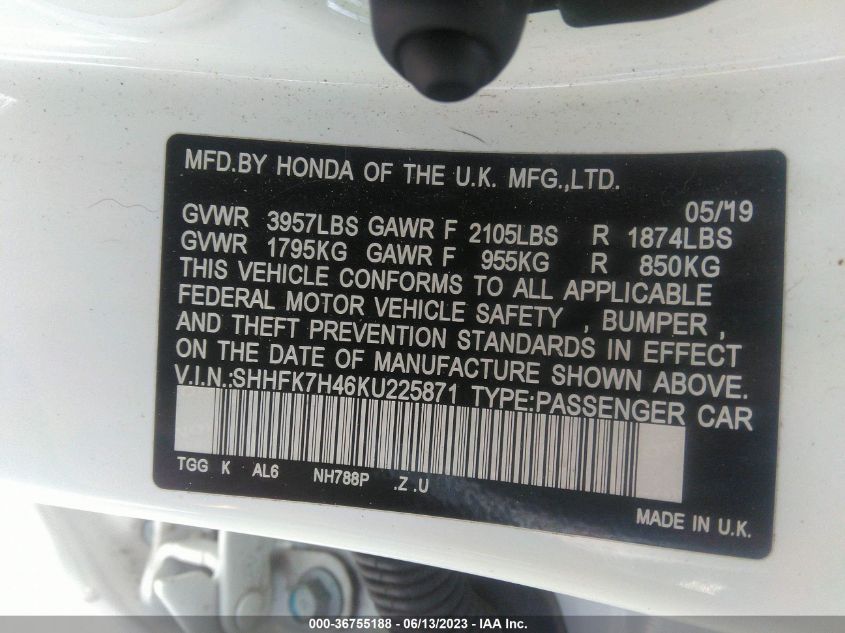 MFD.BY HONDA OF THE U.K. MFG.,LTD.
05/19
GVWR 3957LBS GAWR F 2105LBS R 1874LBS
GVWR 1795KG GAWR F 955KG R 850KG
THIS VEHICLE CONFORMS TO ALL APPLICABLE
FEDERAL MOTOR VEHICLE SAFETY , BUMPER ,
AND THEFT PREVENTION STANDARDS IN EFFECT
ON THE DATE OF MANUFACTURE SHOWN ABOVE.
V.I.N.:SHHFK7H46KU225871 TYPE:PASSENGER CAR
TGG K AL6 NH788P .Z .U
MADE IN U.K.
000-36755188 - 06/13/2023 - IAA Inc.